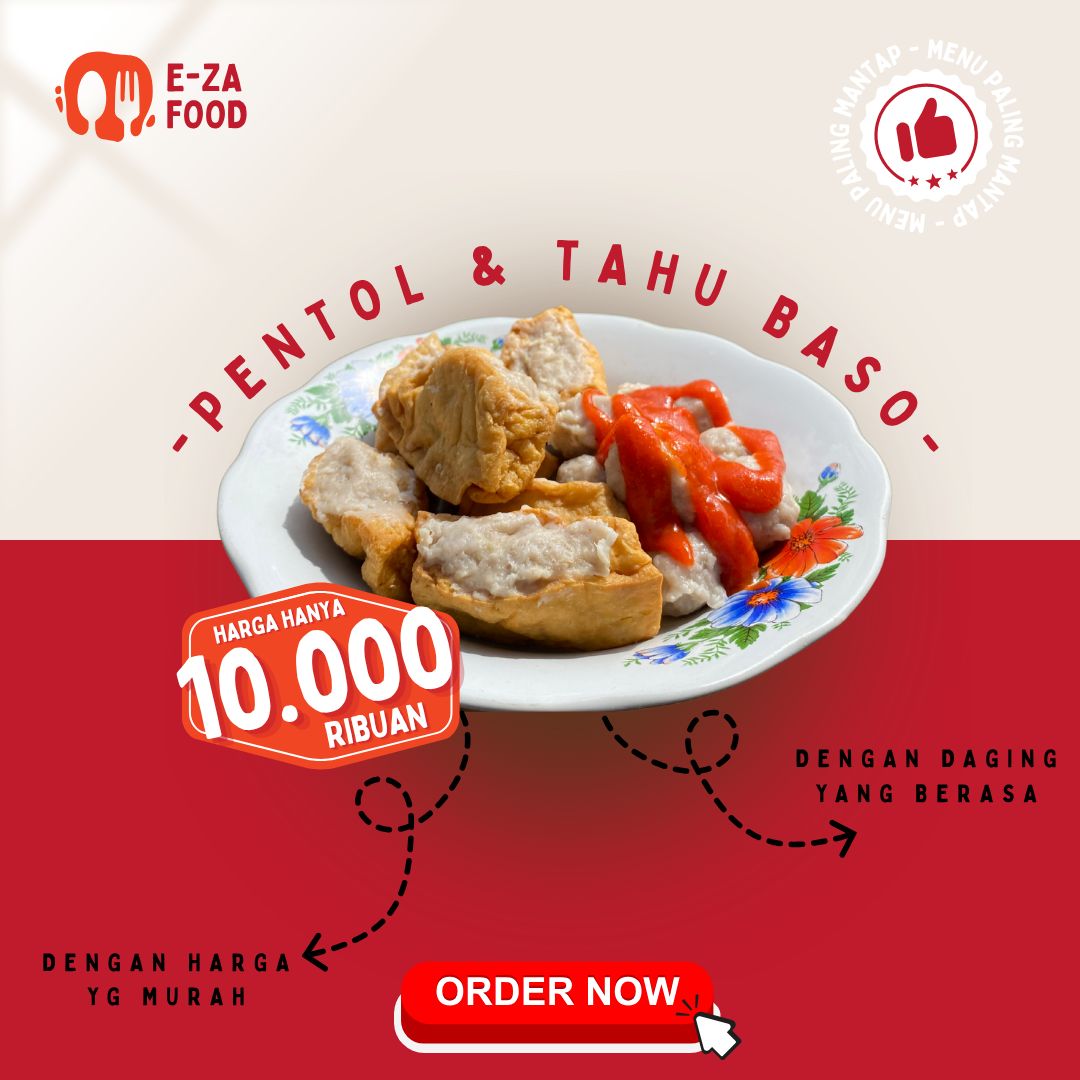 E-ZA
FOOD
MENU PALING MANTAP - MENU PALING MANTAP -
-PENTOL & TAHU BASO-
HARGA HANYA
10.000
RIBUAN
DENGAN DAGING
YANG BERASA
DENGAN HARGA
YG MURAH
ORDER NOW